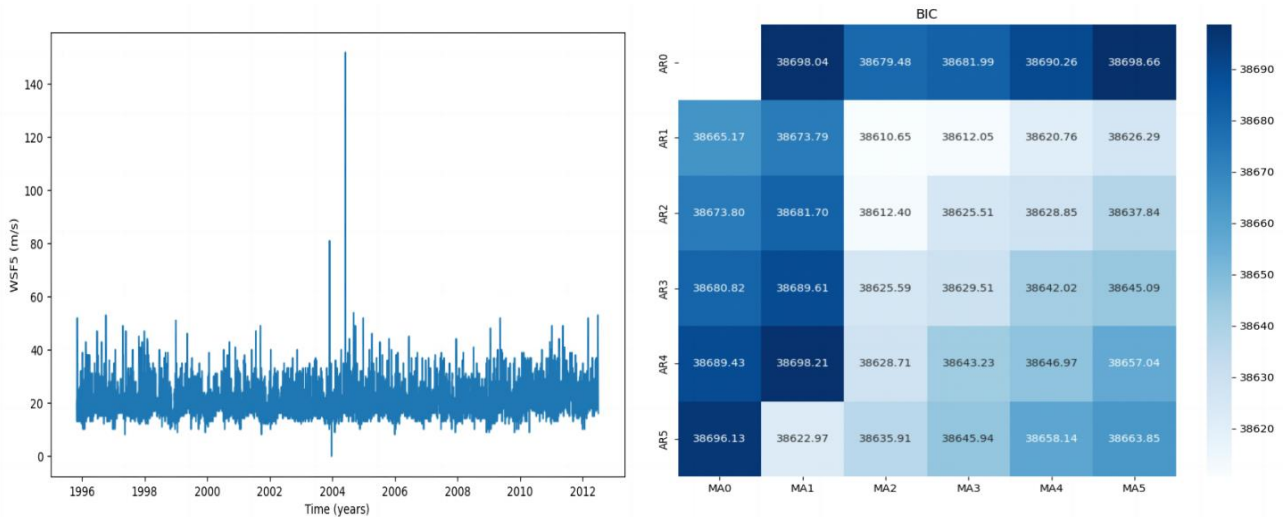 WSF5 (m/s)
140
120
100
80
60
40
20
0
1996 1998 2000 2002 2004 2006 2008 2010 2012
Time (years)
BIC
AR0 38698.04 38679.48 38681.99 38690.26 38698.66
AR1 38665.17 38673.79 38610.65 38612.05 38620.76 38626.29
AR2 38673.80 38681.70 38612.40 38625.51 38628.85 38637.84
AR3 38680.82 38689.61 38625.59 38629.51 38642.02 38645.09
AR4 38689.43 38698.21 38628.71 38643.23 38646.97 38657.04
AR5 38696.13 38622.97 38635.91 38645.94 38658.14 38663.85
MA0 MA1 MA2 MA3 MA4 MA5
38690
38680
38670
38660
38650
38640
38630
38620